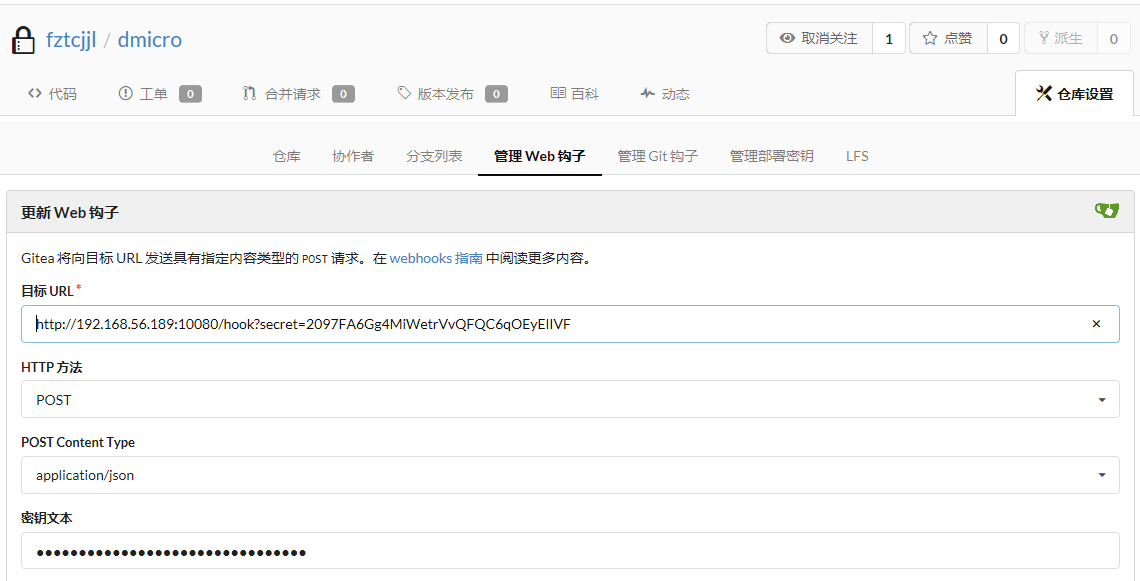 fztcjjl / dmicro
取消关注 1 点赞 0 派生 0
代码 工单 0 合并请求 0 版本发布 0 百科 动态 仓库设置
仓库 协作者 分支列表 管理 Web 钩子 管理 Git 钩子 管理部署密钥 LFS
更新 Web 钩子
Gitea 将向目标 URL 发送具有指定内容类型的 POST 请求。在 webhooks 指南 中阅读更多内容。
目标 URL*
http://192.168.56.189:10080/hook?secret=2097FA6Gg4MiWetrVvQFQC6qOEyEIIVF
HTTP 方法
POST
POST Content Type
application/json
密钥文本
••••••••••••••••••••••••••••••••